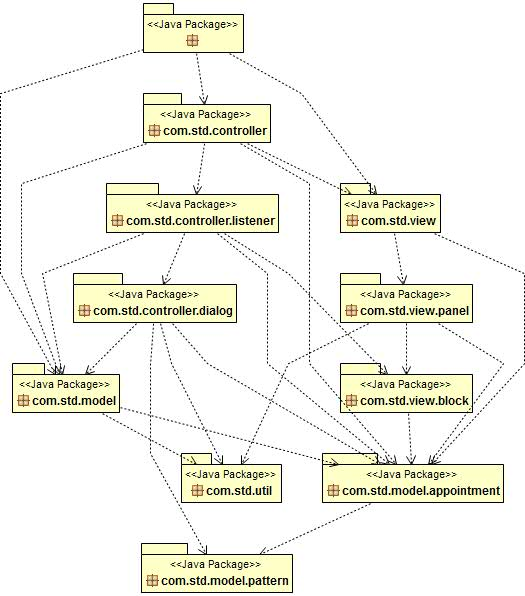 <<Java Package>>
<<Java Package>>
com.std.controller
<<Java Package>>
com.std.controller.listener
<<Java Package>>
com.std.view
<<Java Package>>
com.std.controller.dialog
<<Java Package>>
com.std.view.panel
<<Java Package>>
com.std.model
<<Java Package>>
com.std.view.block
<<Java Package>>
com.std.util
<<Java Package>>
com.std.model.appointment
<<Java Package>>
com.std.model.pattern